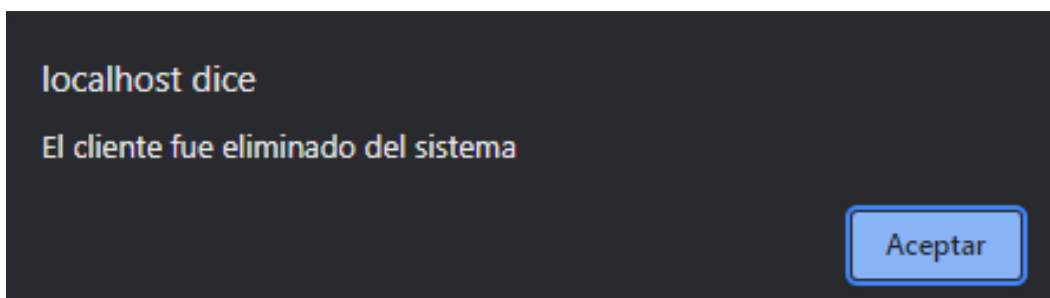 localhost dice
El cliente fue eliminado del sistema
Aceptar